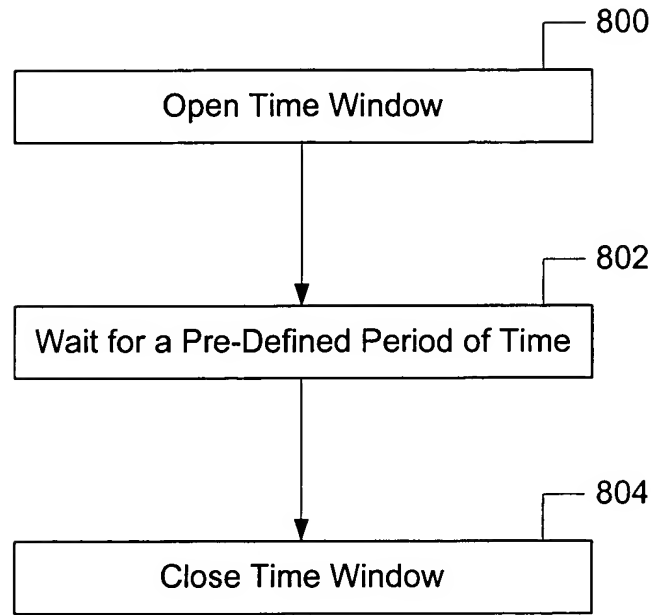 800
Open Time Window
802
Wait for a Pre-Defined Period of Time
804
Close Time Window